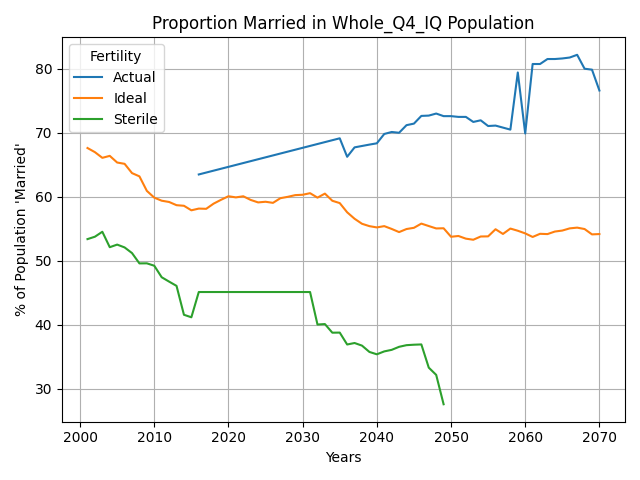 Proportion Married in Whole_Q4_IQ Population
Fertility
Actual
Ideal
Sterile
% of Population 'Married'
80
70
60
50
40
30
2000 2010 2020 2030 2040 2050 2060 2070
Years